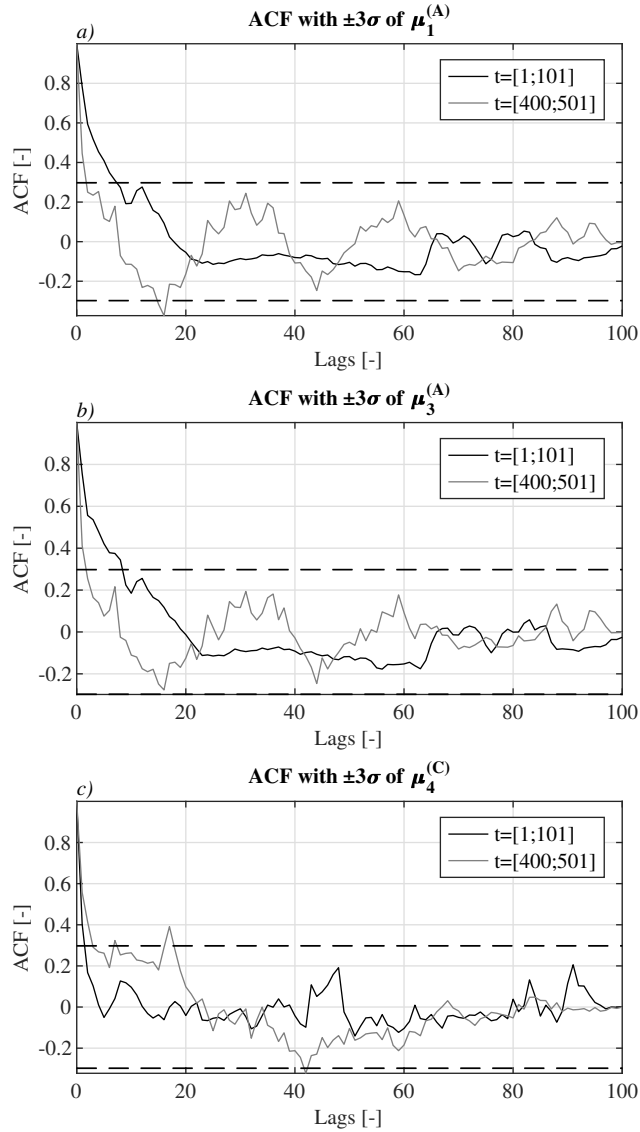 ACF with ±3σ of μ₁⁽ᴬ⁾
a)
0.8
0.6
0.4
0.2
0
-0.2
ACF [-]
t=[1;101]
t=[400;501]
0 20 40 60 80 100
Lags [-]
ACF with ±3σ of μ₃⁽ᴬ⁾
b)
0.8
0.6
0.4
0.2
0
-0.2
ACF [-]
t=[1;101]
t=[400;501]
0 20 40 60 80 100
Lags [-]
ACF with ±3σ of μ₄⁽ꟲ⁾
c)
0.8
0.6
0.4
0.2
0
-0.2
ACF [-]
t=[1;101]
t=[400;501]
0 20 40 60 80 100
Lags [-]